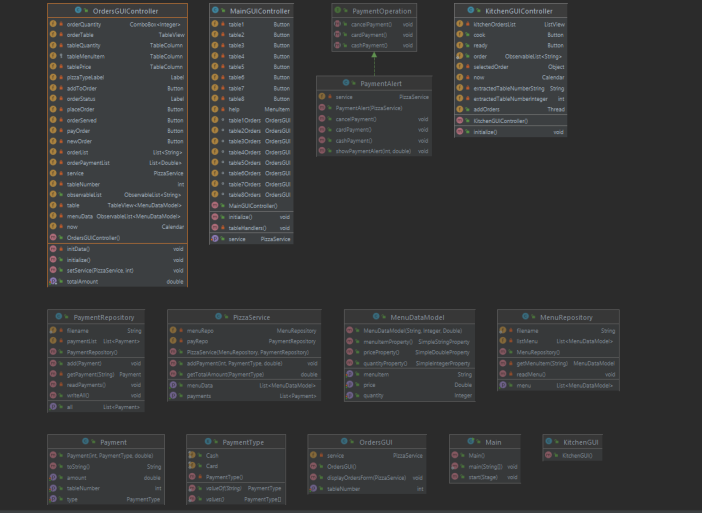 OrdersGUIController
orderQuantity ComboBox<Integer>
orderTable TableView
tableQuantity TableColumn
tableMenuItem TableColumn
tablePrice TableColumn
pizzaTypeLabel Label
addToOrder Button
orderStatus Label
placeOrder Button
orderServed Button
payOrder Button
newOrder Button
orderList List<String>
orderPaymentList List<Double>
service PizzaService
tableNumber int
observableList ObservableList<String>
table TableView<MenuDataModel>
menuData ObservableList<MenuDataModel>
now Calendar
OrdersGUIController()
initData() void
initialize() void
setService(PizzaService, int) void
totalAmount double
MainGUIController
table1 Button
table2 Button
table3 Button
table4 Button
table5 Button
table6 Button
table7 Button
table8 Button
help MenuItem
table1Orders OrdersGUI
table2Orders OrdersGUI
table3Orders OrdersGUI
table4Orders OrdersGUI
table5Orders OrdersGUI
table6Orders OrdersGUI
table7Orders OrdersGUI
table8Orders OrdersGUI
MainGUIController()
initialize() void
tableHandlers() void
service PizzaService
PaymentOperation
cancelPayment() void
cardPayment() void
cashPayment() void
PaymentAlert
service PizzaService
PaymentAlert(PizzaService)
cancelPayment() void
cardPayment() void
cashPayment() void
showPaymentAlert(int, double) void
KitchenGUIController
kitchenOrdersList ListView
cook Button
ready Button
order ObservableList<String>
selectedOrder Object
now Calendar
extractedTableNumberString String
extractedTableNumberInteger int
addOrders Thread
KitchenGUIController()
initialize() void
PaymentRepository
filename String
paymentList List<Payment>
PaymentRepository()
add(Payment) void
getPayment(String) Payment
readPayments() void
writeAll() void
all List<Payment>
PizzaService
menuRepo MenuRepository
payRepo PaymentRepository
PizzaService(MenuRepository, PaymentRepository)
addPayment(int, PaymentType, double) void
getTotalAmount(PaymentType) double
menuData List<MenuDataModel>
payments List<Payment>
MenuDataModel
MenuDataModel(String, Integer, Double)
menuItemProperty() SimpleStringProperty
priceProperty() SimpleDoubleProperty
quantityProperty() SimpleIntegerProperty
menuItem String
price Double
quantity Integer
MenuRepository
filename String
listMenu List<MenuDataModel>
MenuRepository()
getMenuItem(String) MenuDataModel
readMenu() void
menu List<MenuDataModel>
Payment
Payment(int, PaymentType, double)
toString() String
amount double
tableNumber int
type PaymentType
PaymentType
Cash
Card
PaymentType()
valueOf(String) PaymentType
values() PaymentType[]
OrdersGUI
service PizzaService
OrdersGUI()
displayOrdersForm(PizzaService) void
tableNumber int
Main
Main()
main(String[]) void
start(Stage) void
KitchenGUI
KitchenGUI()